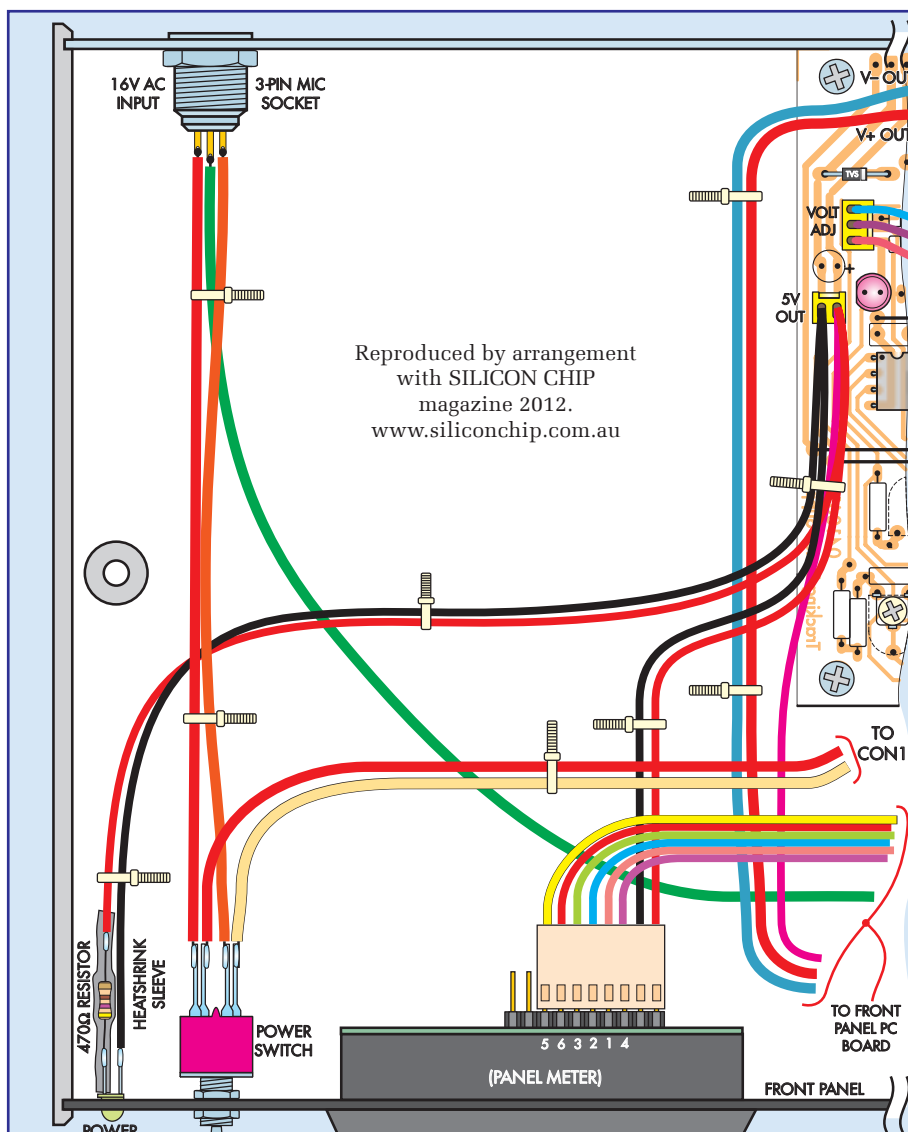 16V AC
INPUT
3-PIN MIC
SOCKET
V– OUT
V+ OUT
TVS
VOLT
ADJ
+
5V
OUT
Reproduced by arrangement
with SILICON CHIP
magazine 2012.
www.siliconchip.com.au
TO
CON1
470Ω RESISTOR
HEATSHRINK
SLEEVE
POWER
SWITCH
5 6 3 2 1 4
(PANEL METER)
TO FRONT
PANEL PC
BOARD
FRONT PANEL
POWER